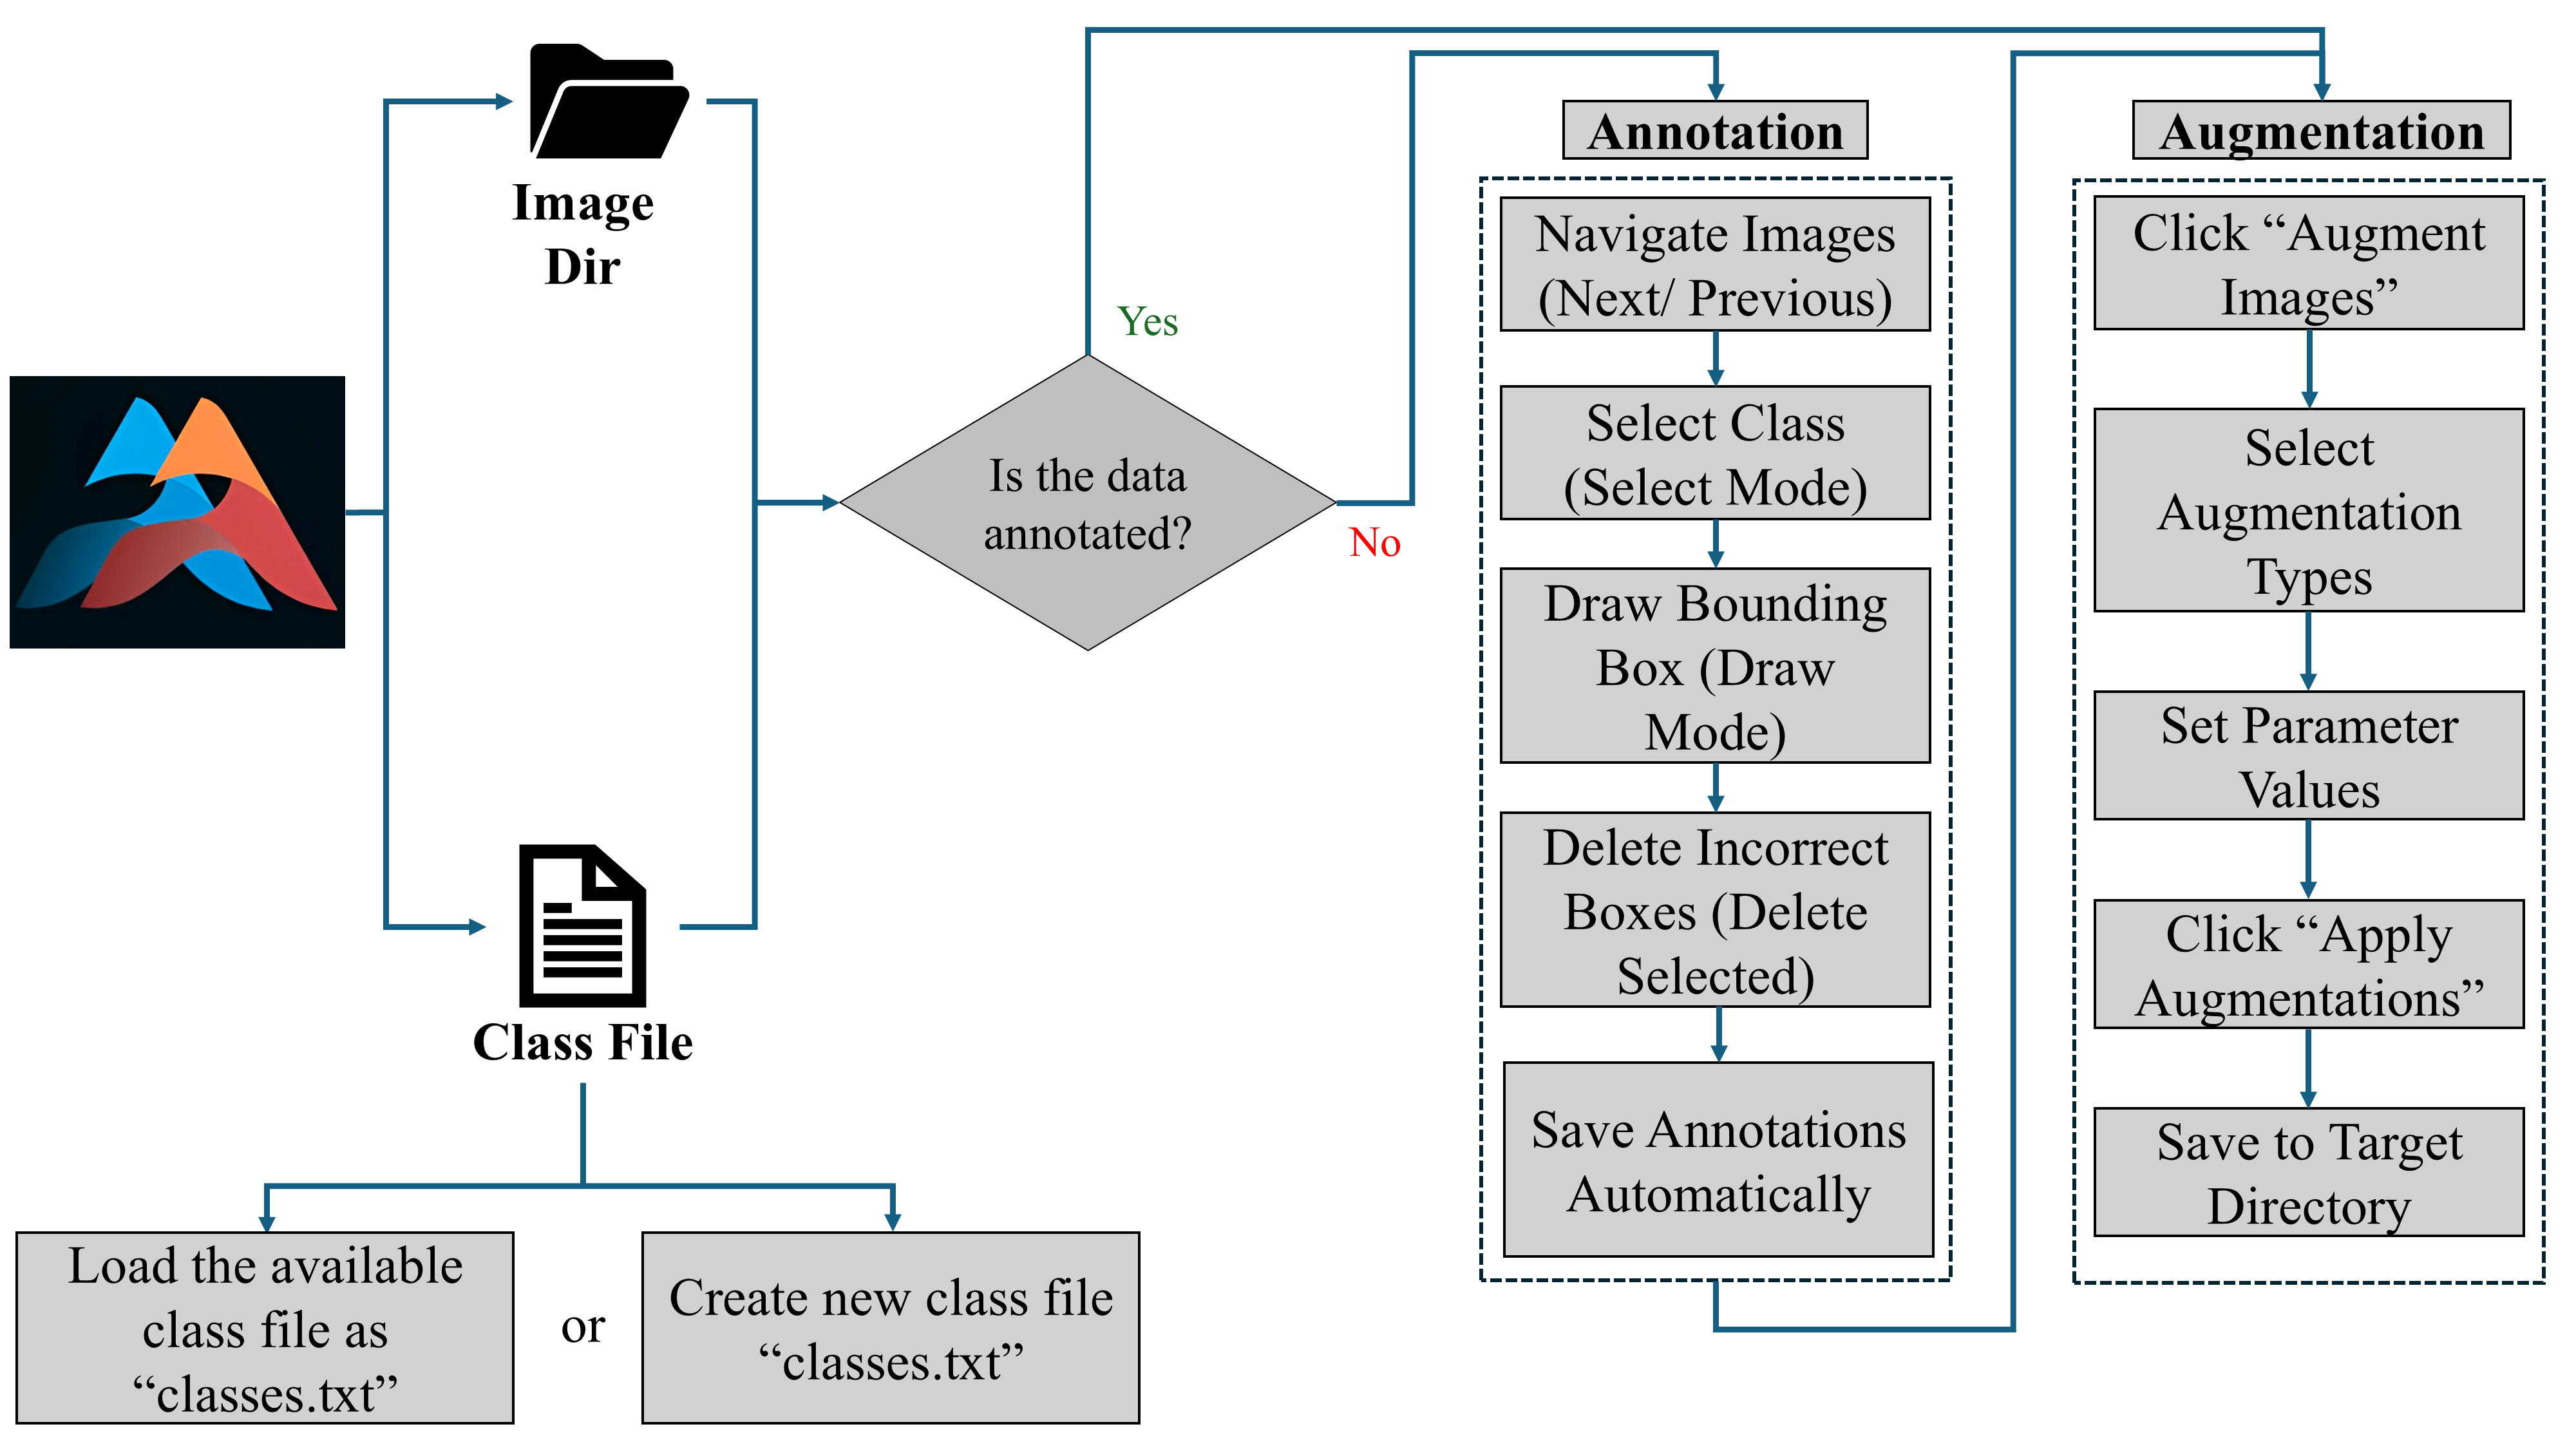 Image
Dir
Class File
Load the available
class file as
“classes.txt”
or
Create new class file
“classes.txt”
Yes
Is the data
annotated?
No
Annotation
Navigate Images
(Next/ Previous)
Select Class
(Select Mode)
Draw Bounding
Box (Draw
Mode)
Delete Incorrect
Boxes (Delete
Selected)
Save Annotations
Automatically
Augmentation
Click “Augment
Images”
Select
Augmentation
Types
Set Parameter
Values
Click “Apply
Augmentations”
Save to Target
Directory